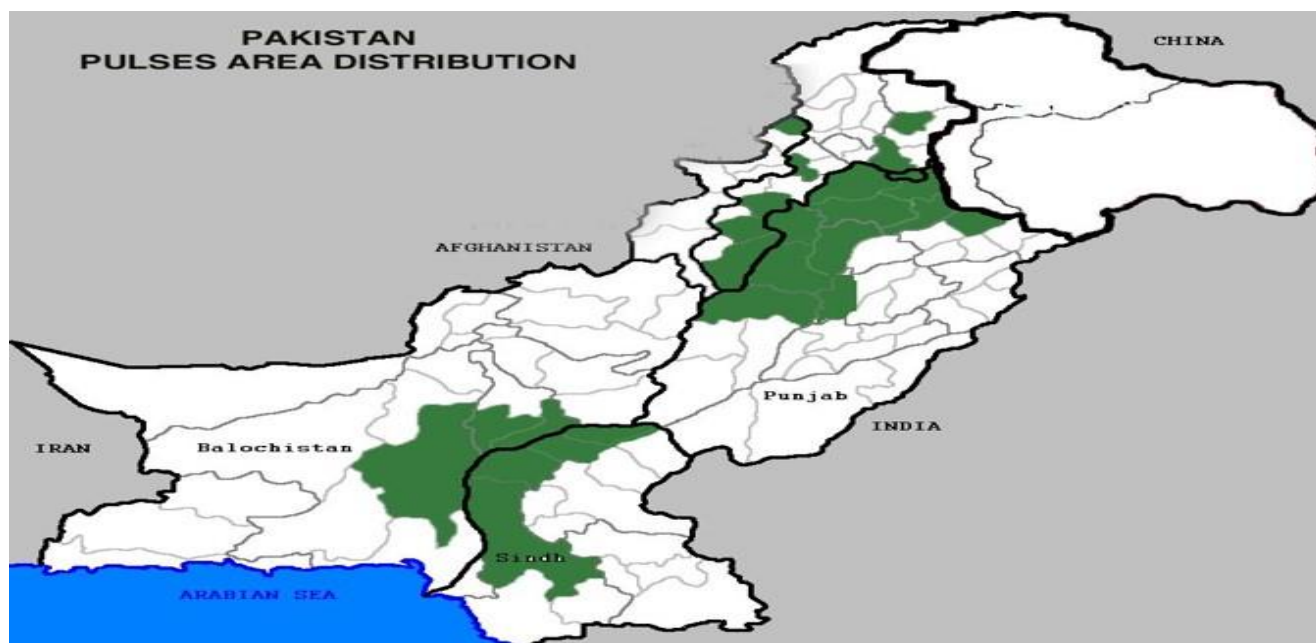 PAKISTAN
PULSES AREA DISTRIBUTION
CHINA
AFGHANISTAN
Punjab
INDIA
IRAN
Balochistan
Sindh
ARABIAN SEA